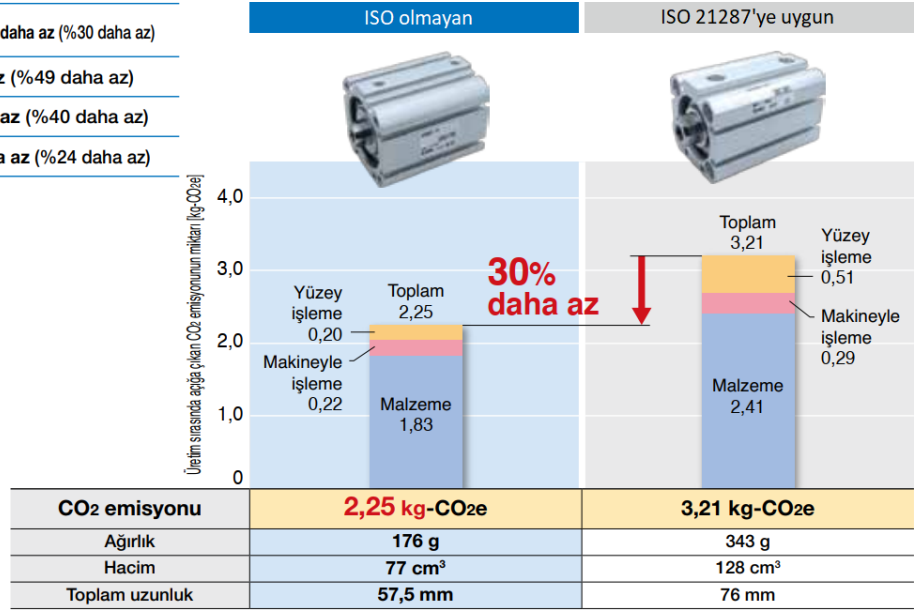 daha az (%30 daha az)
(%49 daha az)
az (%40 daha az)
az (%24 daha az)
ISO olmayan
ISO 21287'ye uygun
Üretim sırasında açığa çıkan CO2 emisyonunun miktarı [kg-CO2e]
4,0
3,0
2,0
1,0
0
Yüzey
işleme
0,20
Makineyle
işleme
0,22
Toplam
2,25
Malzeme
1,83
30%
daha az
Toplam
3,21
Yüzey
işleme
0,51
Makineyle
işleme
0,29
Malzeme
2,41
CO2 emisyonu 2,25 kg-CO2e 3,21 kg-CO2e
Ağırlık 176 g 343 g
Hacim 77 cm³ 128 cm³
Toplam uzunluk 57,5 mm 76 mm